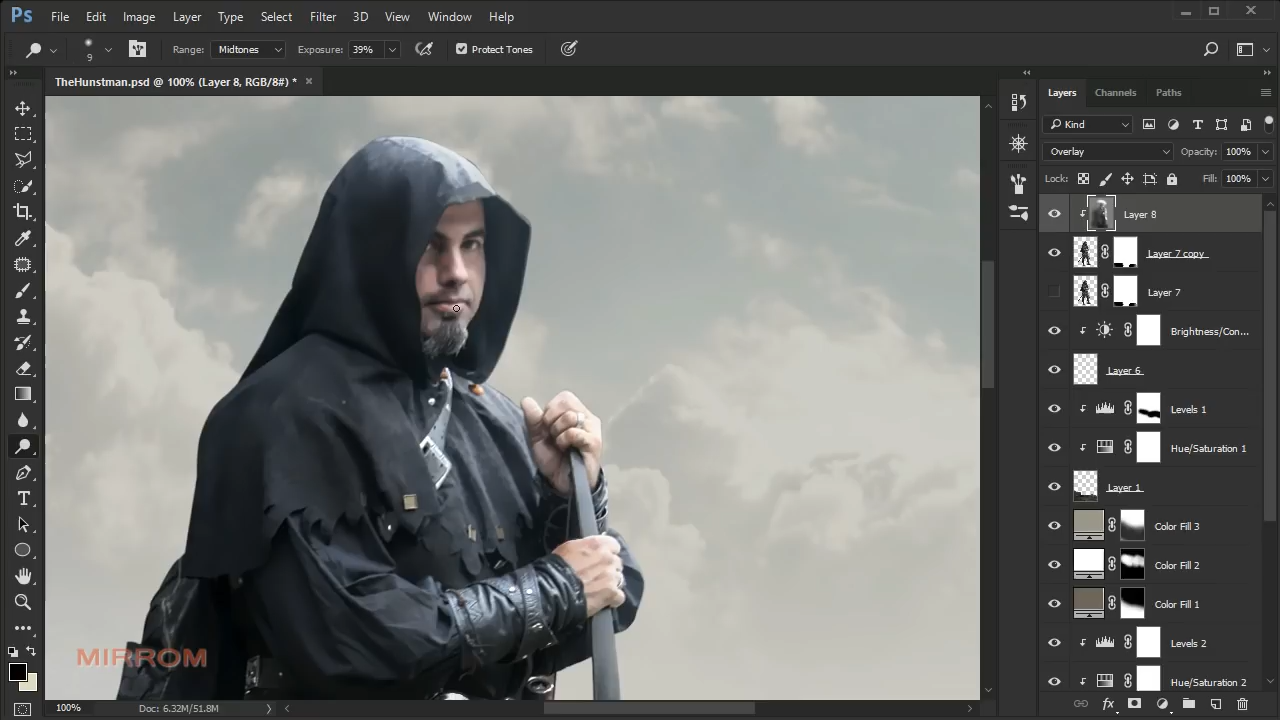 Ps File Edit Image Layer Type Select Filter 3D View Window Help
9 Range: Midtones Exposure: 39% Protect Tones
TheHunstman.psd @ 100% (Layer 8, RGB/8#) * ×
Layers Channels Paths
Kind
Overlay Opacity: 100%
Lock: Fill: 100%
Layer 8
Layer 7 copy
Layer 7
Brightness/Con...
Layer 6
Levels 1
Hue/Saturation 1
Layer 1
Color Fill 3
Color Fill 2
Color Fill 1
Levels 2
Hue/Saturation 2
MIRROM
100% Doc: 6.32M/51.8M